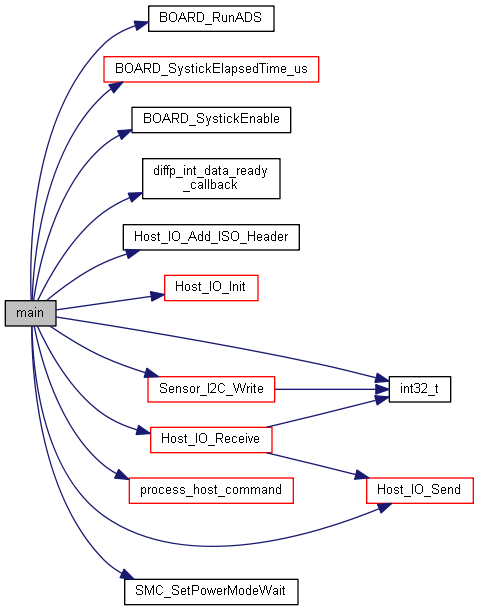 BOARD_RunADS
BOARD_SystickElapsedTime_us
BOARD_SystickEnable
diffp_int_data_ready
_callback
Host_IO_Add_ISO_Header
main
Host_IO_Init
Sensor_I2C_Write
int32_t
Host_IO_Receive
process_host_command
Host_IO_Send
SMC_SetPowerModeWait